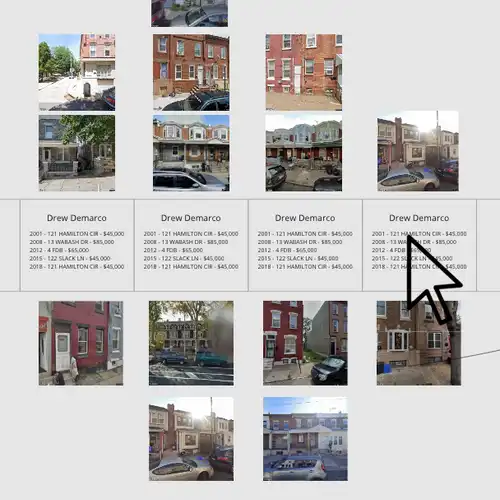 Drew Demarco
2001 - 121 HAMILTON CIR - $45,000
2008 - 13 WABASH DR - $85,000
2012 - 4 FDB - $65,000
2015 - 122 SLACK LN - $45,000
2018 - 121 HAMILTON CIR - $45,000
Drew Demarco
2001 - 121 HAMILTON CIR - $45,000
2008 - 13 WABASH DR - $85,000
2012 - 4 FDB - $65,000
2015 - 122 SLACK LN - $45,000
2018 - 121 HAMILTON CIR - $45,000
Drew Demarco
2001 - 121 HAMILTON CIR - $45,000
2008 - 13 WABASH DR - $85,000
2012 - 4 FDB - $65,000
2015 - 122 SLACK LN - $45,000
2018 - 121 HAMILTON CIR - $45,000
Drew Demarco
2001 - 121 HAMILTON CIR - $45,000
2008 - 13 WABASH DR - $85,000
2012 - 4 FDB - $65,000
2015 - 122 SLACK LN - $45,000
2018 - 121 HAMILTON CIR - $45,000